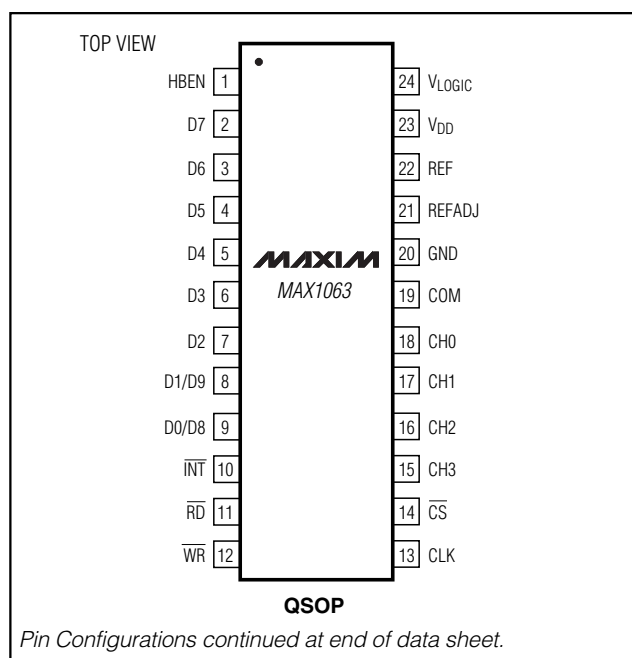 TOP VIEW
HBEN 1
D7 2
D6 3
D5 4
D4 5
D3 6
D2 7
D1/D9 8
D0/D8 9
INT 10
RD 11
WR 12
MAXIM
MAX1063
24 VLOGIC
23 VDD
22 REF
21 REFADJ
20 GND
19 COM
18 CH0
17 CH1
16 CH2
15 CH3
14 CS
13 CLK
QSOP
Pin Configurations continued at end of data sheet.